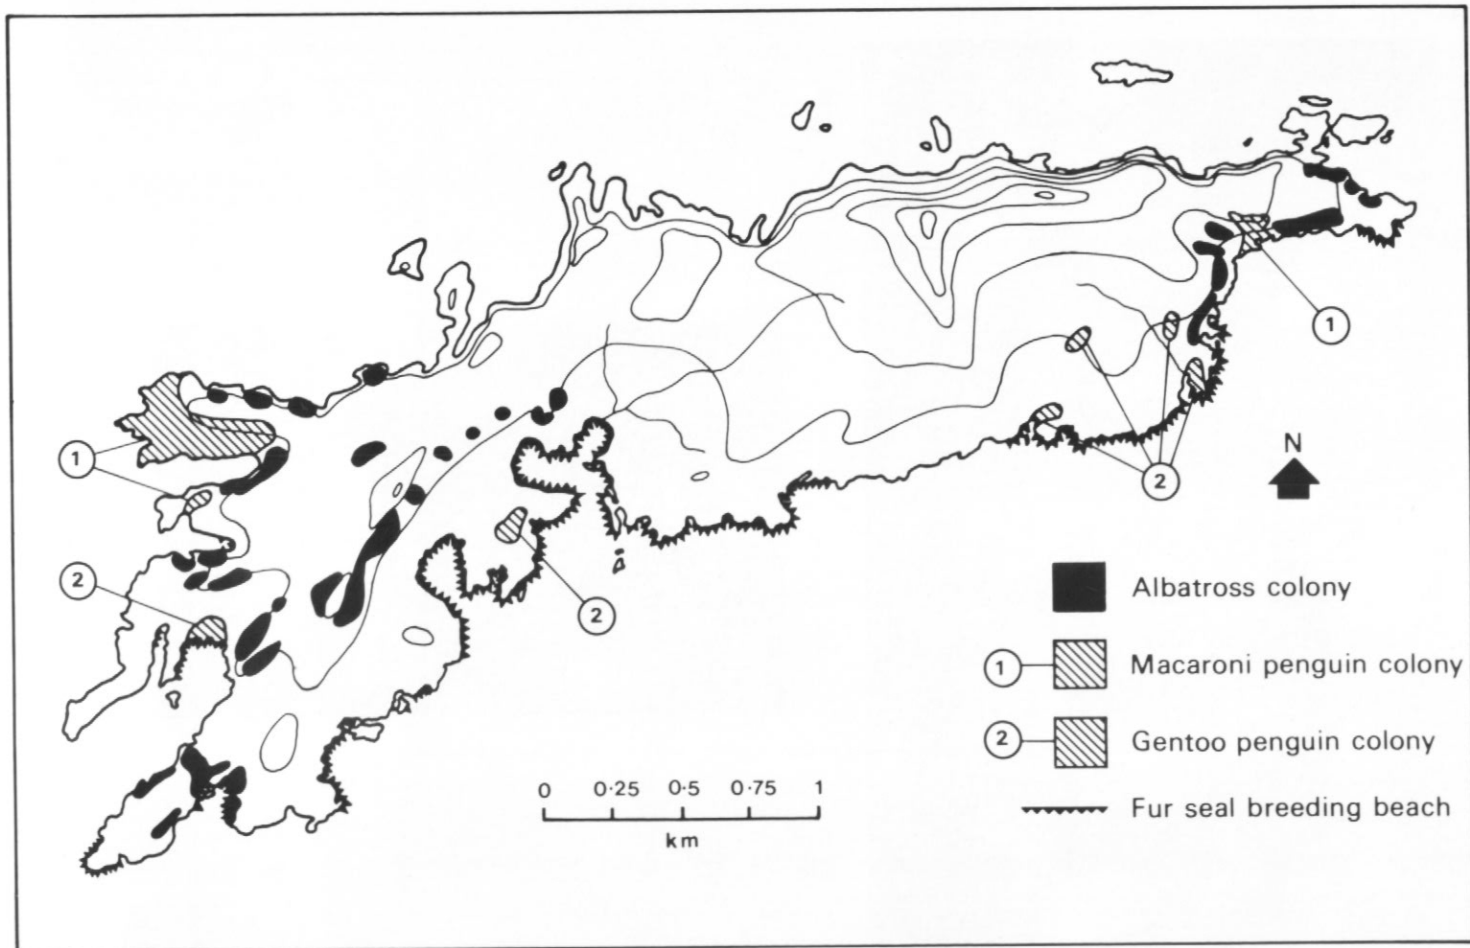 1
N
1
2
2
2
Albatross colony
1 Macaroni penguin colony
2 Gentoo penguin colony
0 0·25 0·5 0·75 1
km
Fur seal breeding beach